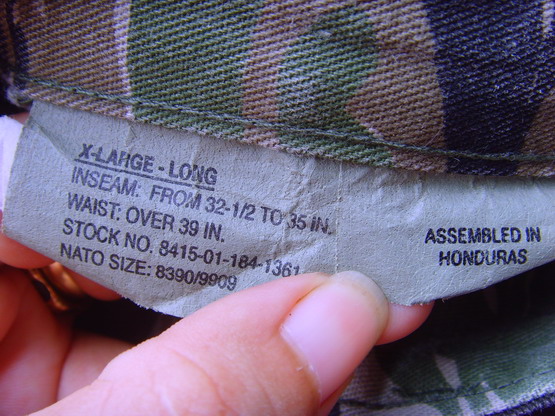 X-LARGE - LONG
INSEAM: FROM 32-1/2 TO 35 IN.
WAIST: OVER 39 IN.
STOCK NO. 8415-01-184-1361
NATO SIZE: 8390/9909
ASSEMBLED IN
HONDURAS